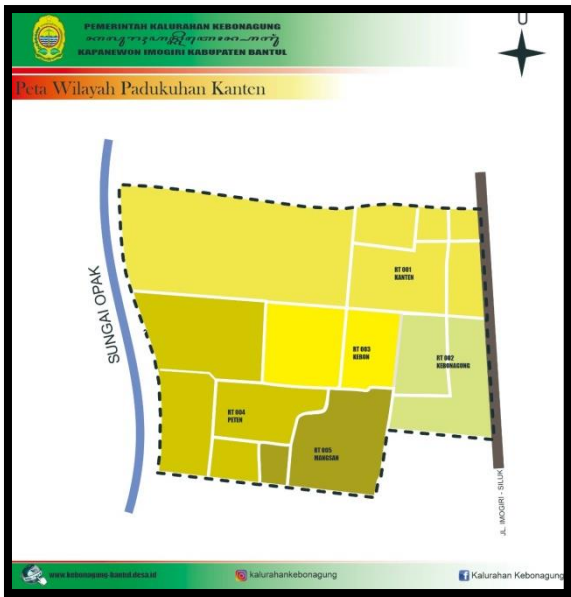 PEMERINTAH KALURAHAN KEBONAGUNG
KAPANEWON IMOGIRI KABUPATEN BANTUL
U
Peta Wilayah Padukuhan Kanten
SUNGAI OPAK
RT 001
KANTEN
RT 003
KEBON
RT 002
KEBONAGUNG
RT 004
PETEN
RT 005
MANGSAN
JL. IMOGIRI - SILUK
www.kebonagung-bantul.desa.id
kalurahankebonagung
Kalurahan Kebonagung